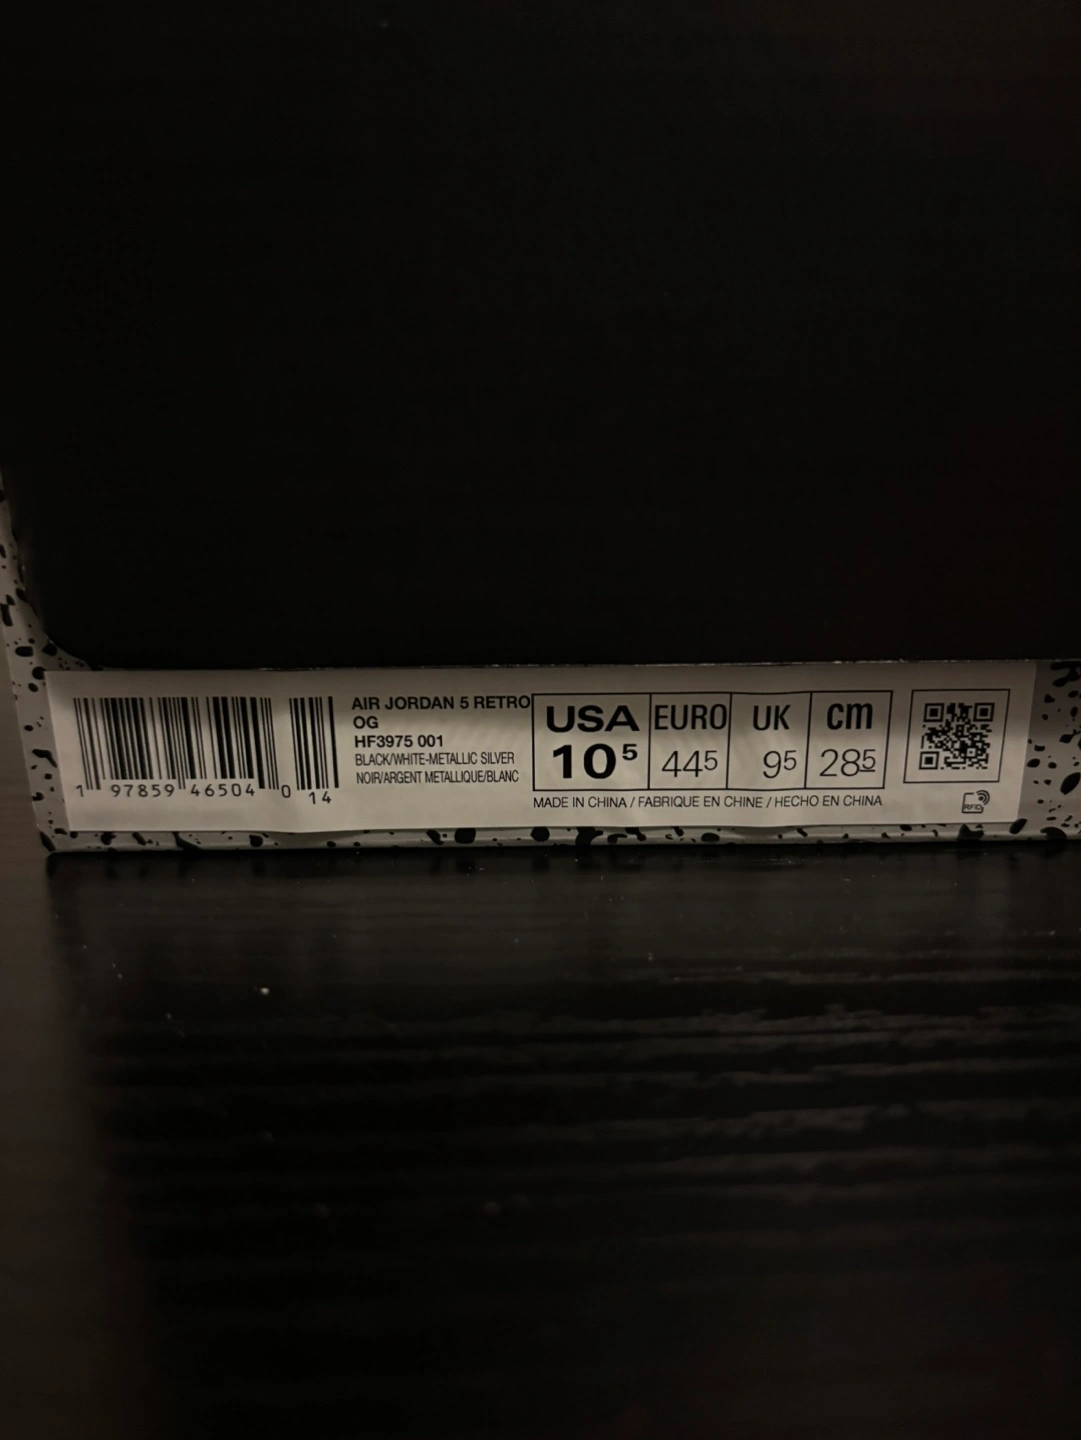 AIR JORDAN 5 RETRO
OG
HF3975 001
BLACK/WHITE-METALLIC SILVER
NOIR/ARGENT METALLIQUE/BLANC
1 97859 46504 0 14
USA EURO UK cm
10⁵ 44⁵ 9⁵ 28⁵
MADE IN CHINA / FABRIQUE EN CHINE / HECHO EN CHINA
RFID